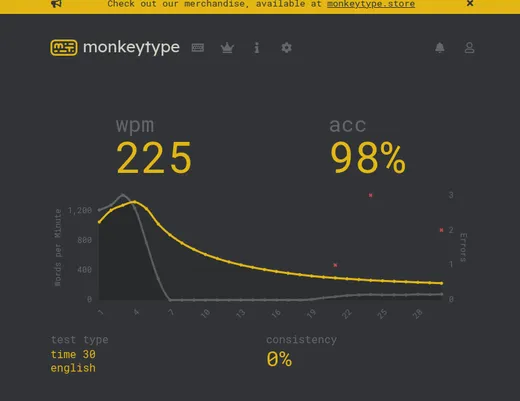 Check out our merchandise, available at monkeytype.store ×
monkeytype
wpm
225
acc
98%
Words per Minute
1,200
800
400
0
3
2
1
0
Errors
1 4 7 10 13 16 19 22 25 28
test type
time 30
english
consistency
0%